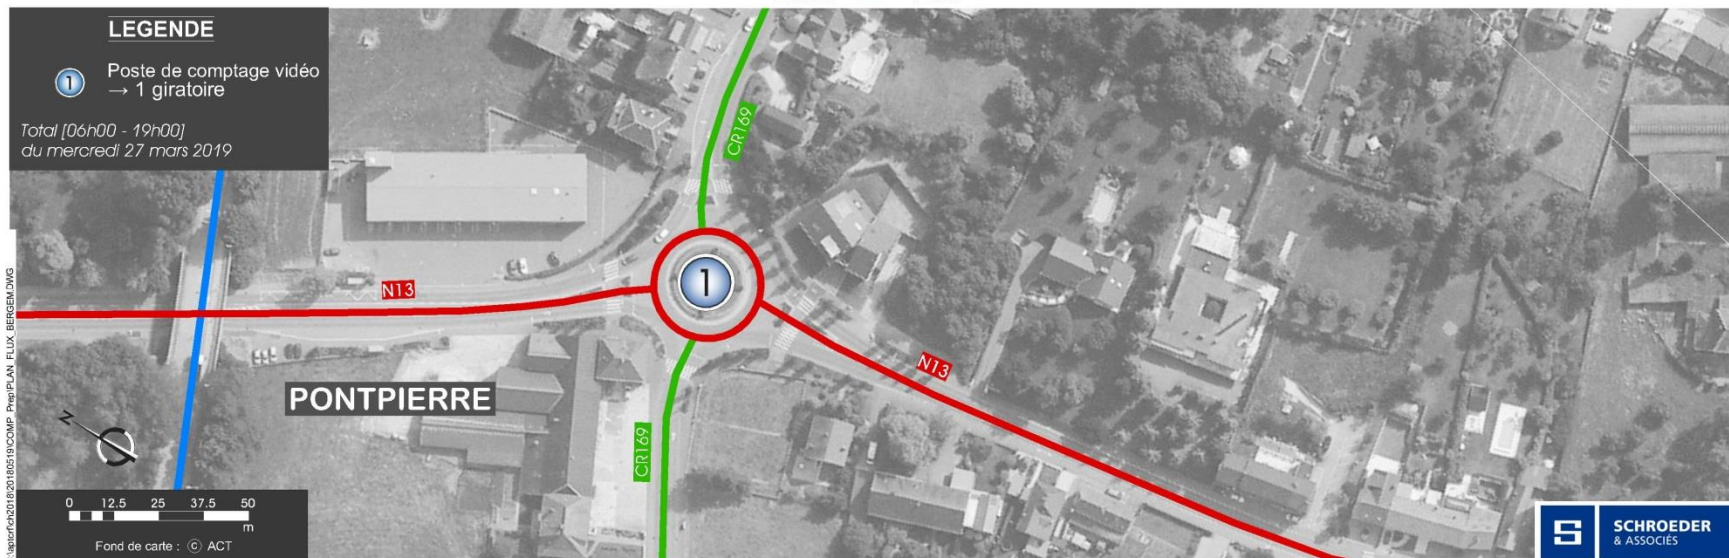 LEGENDE
1
Poste de comptage vidéo
→ 1 giratoire
Total [06h00 - 19h00]
du mercredi 27 mars 2019
CR169
N13
1
N13
PONTPIERRE
CR169
N
0 12.5 25 37.5 50
m
Fond de carte : © ACT
S SCHROEDER
& ASSOCIÉS